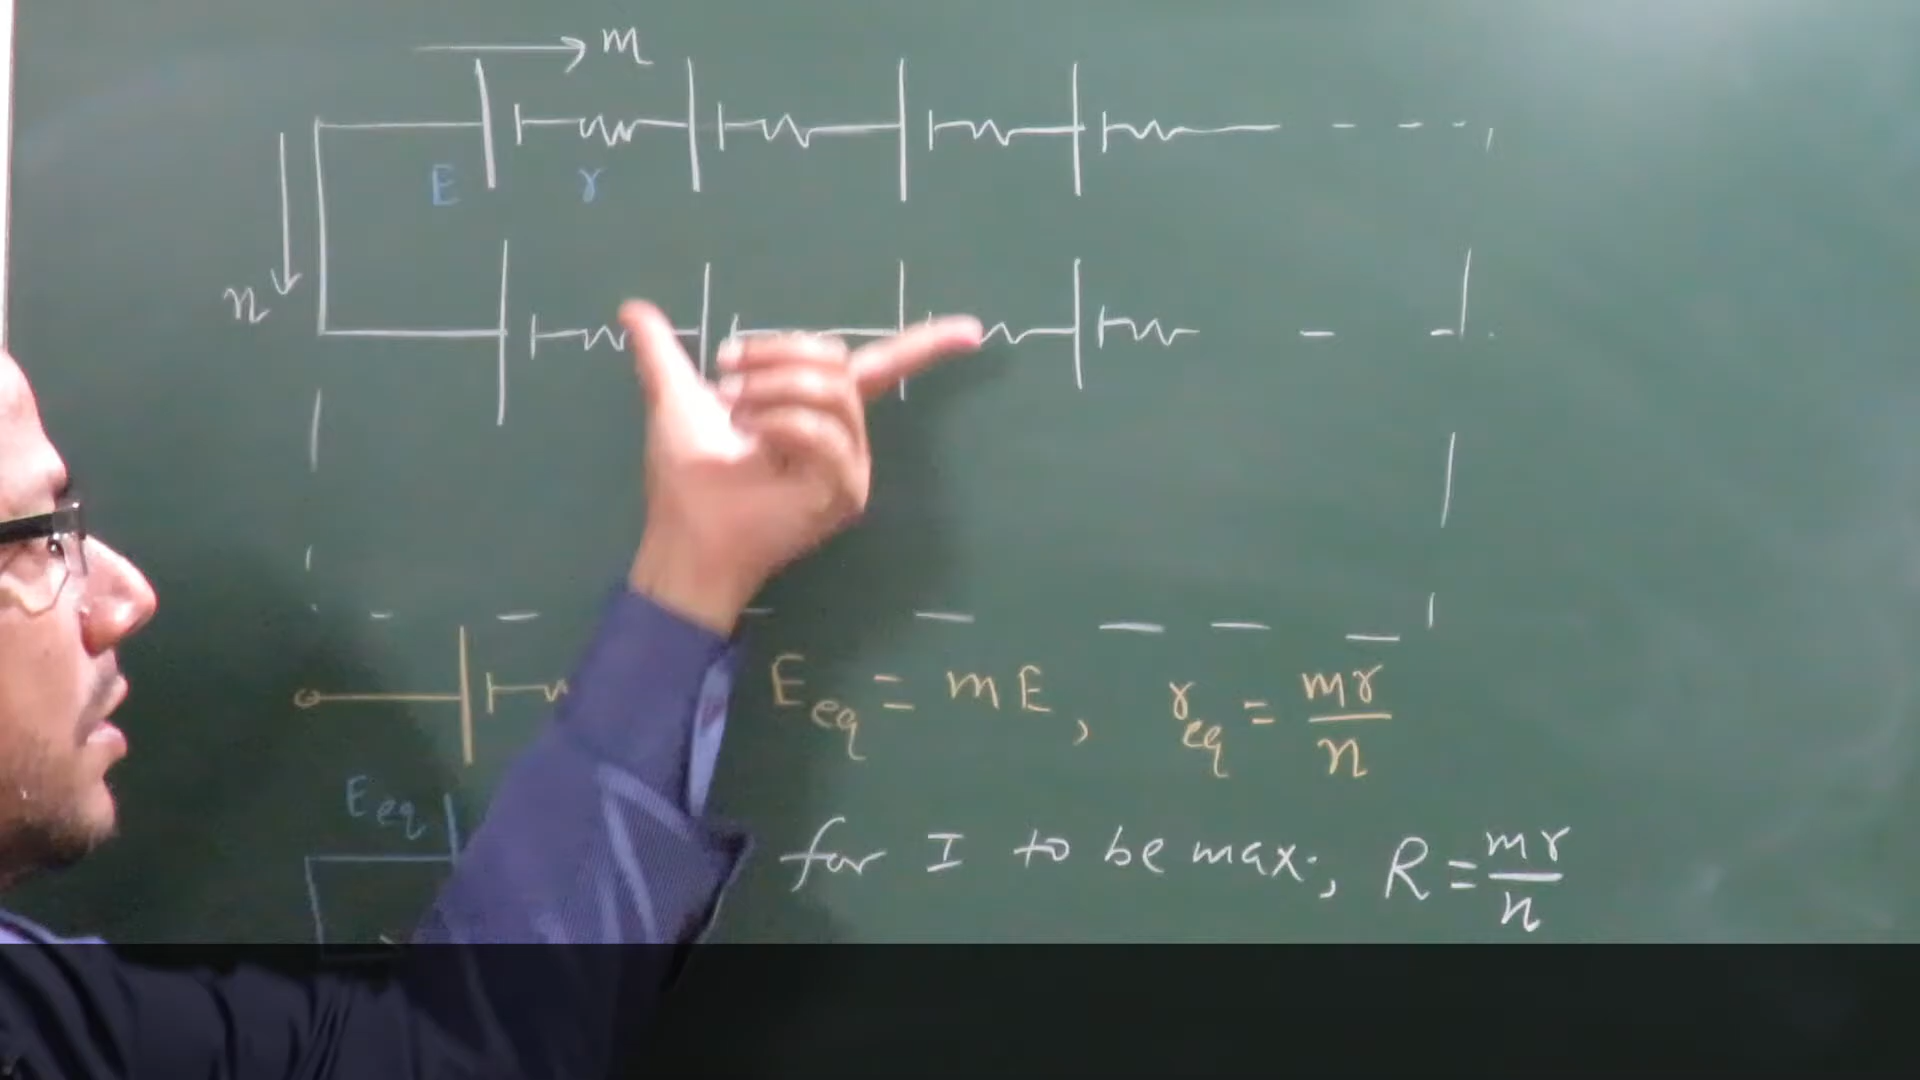 m
E r
n
E_eq = mE, r_eq = mr/n
E_eq
for I to be max., R = mr/n